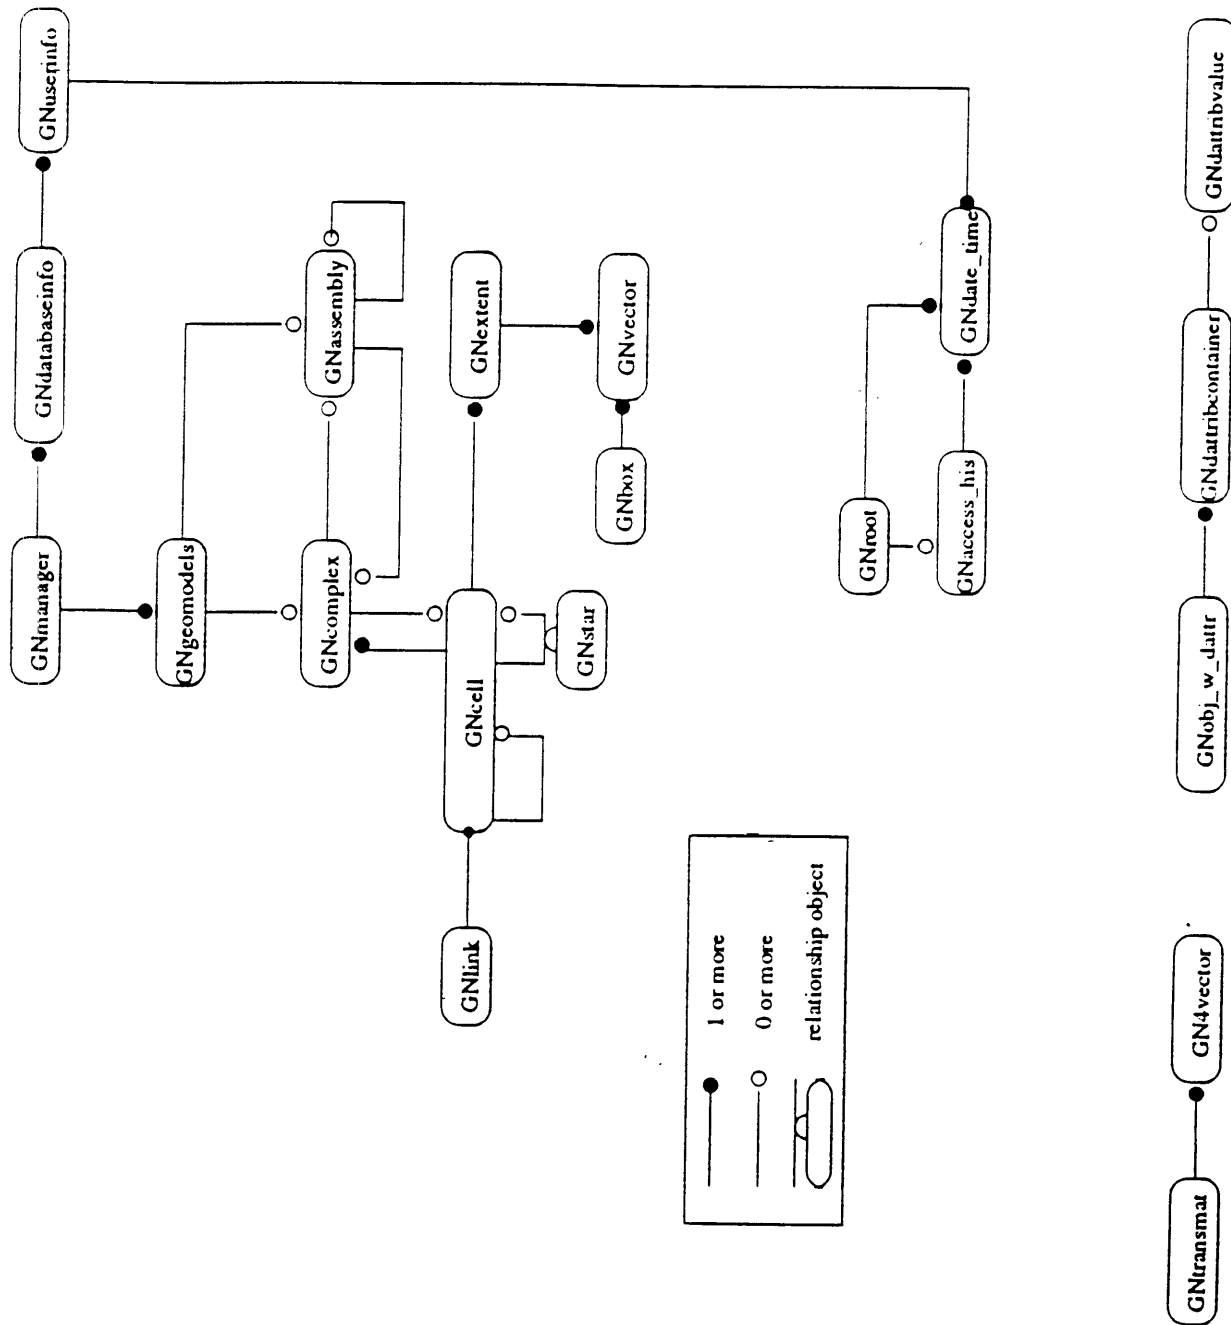 GNmanager
GNdatabaseinfo
GNuserinfo
GNgeomodels
GNcomplex
GNassembly
GNlink
GNcell
GNextent
GNstar
GNbox
GNvector
1 or more
0 or more
relationship object
GNroot
GNaccess_his
GNdate_time
GNtransmat
GN4vector
GNobj_w_dattr
GNdattribcontainer
GNdattribvalue